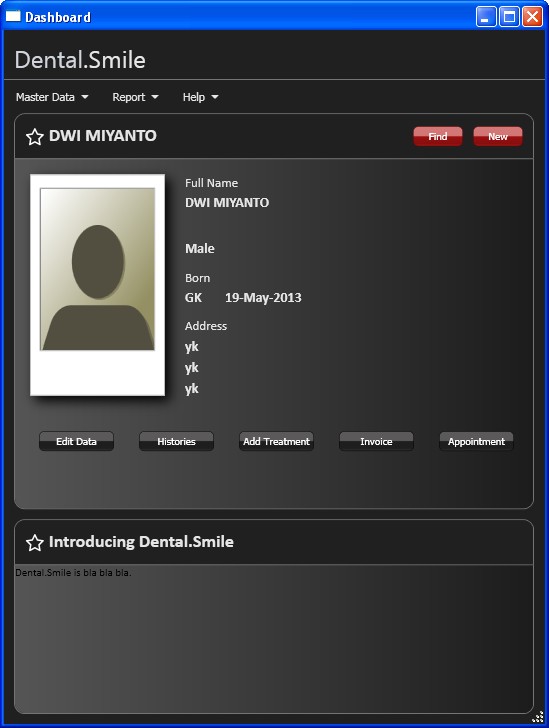 Dashboard
Dental.Smile
Master Data Report Help
DWI MIYANTO Find New
Full Name
DWI MIYANTO
Male
Born
GK 19-May-2013
Address
yk
yk
yk
Edit Data Histories Add Treatment Invoice Appointment
Introducing Dental.Smile
Dental.Smile is bla bla bla.